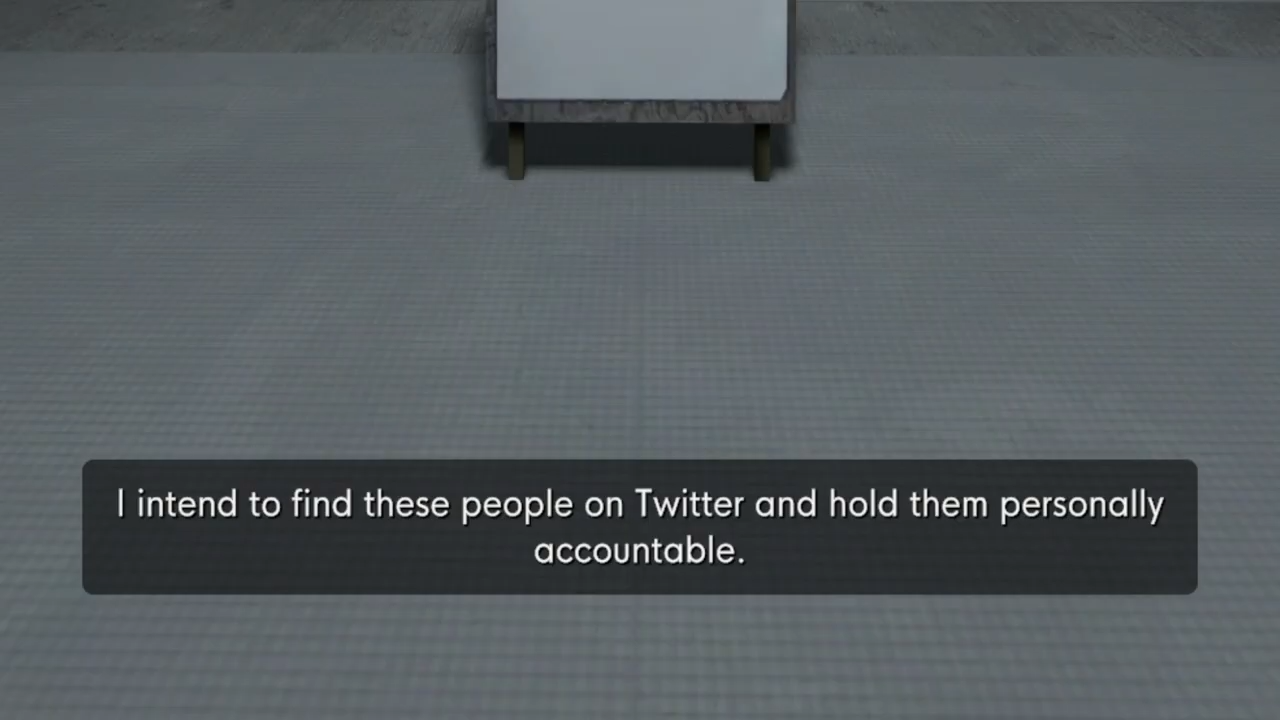 I intend to find these people on Twitter and hold them personally
accountable.